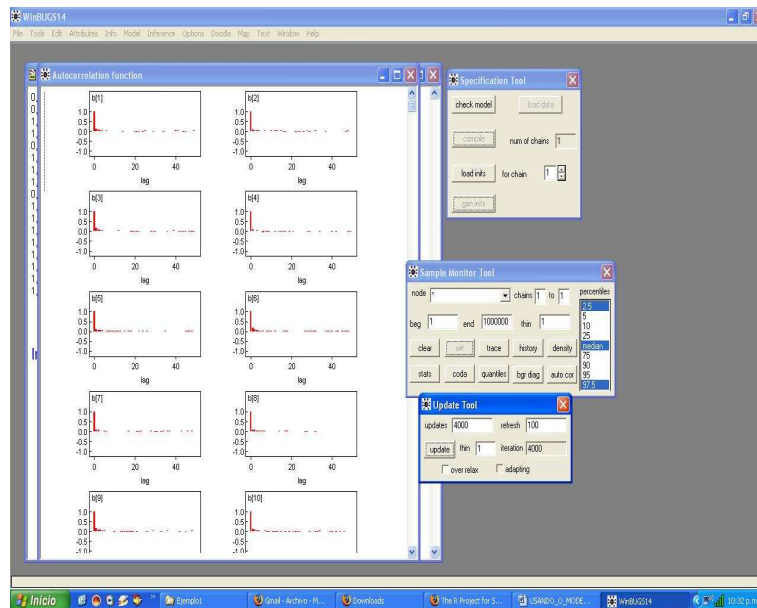 WinBUGS14
File Tools Edit Attributes Info Model Inference Options Doodle Map Text Window Help
Autocorrelation function
b[1]
1.0
0.5
0.0
-0.5
-1.0
0 20 40
lag
b[2]
1.0
0.5
0.0
-0.5
-1.0
0 20 40
lag
b[3]
1.0
0.5
0.0
-0.5
-1.0
0 20 40
lag
b[4]
1.0
0.5
0.0
-0.5
-1.0
0 20 40
lag
b[5]
1.0
0.5
0.0
-0.5
-1.0
0 20 40
lag
b[6]
1.0
0.5
0.0
-0.5
-1.0
0 20 40
lag
b[7]
1.0
0.5
0.0
-0.5
-1.0
0 20 40
lag
b[8]
1.0
0.5
0.0
-0.5
-1.0
0 20 40
lag
b[9]
1.0
0.5
0.0
-0.5
-1.0
b[10]
1.0
0.5
0.0
-0.5
-1.0
Specification Tool
check model load data
compile num of chains 1
load inits for chain 1
gen inits
Sample Monitor Tool
node * chains 1 to 1 percentiles
beg 1 end 1000000 thin 1
2.5
5
10
25
median
75
90
95
97.5
clear set trace history density
stats coda quantiles bgr diag auto cor
Update Tool
updates 4000 refresh 100
update thin 1 iteration 4000
over relax adapting
Inicio
Ejemplo1
Gmail - Archivo - M...
Downloads
The R Project for S...
USANDO_O_MODE...
WinBUGS14
10:32 p.m.